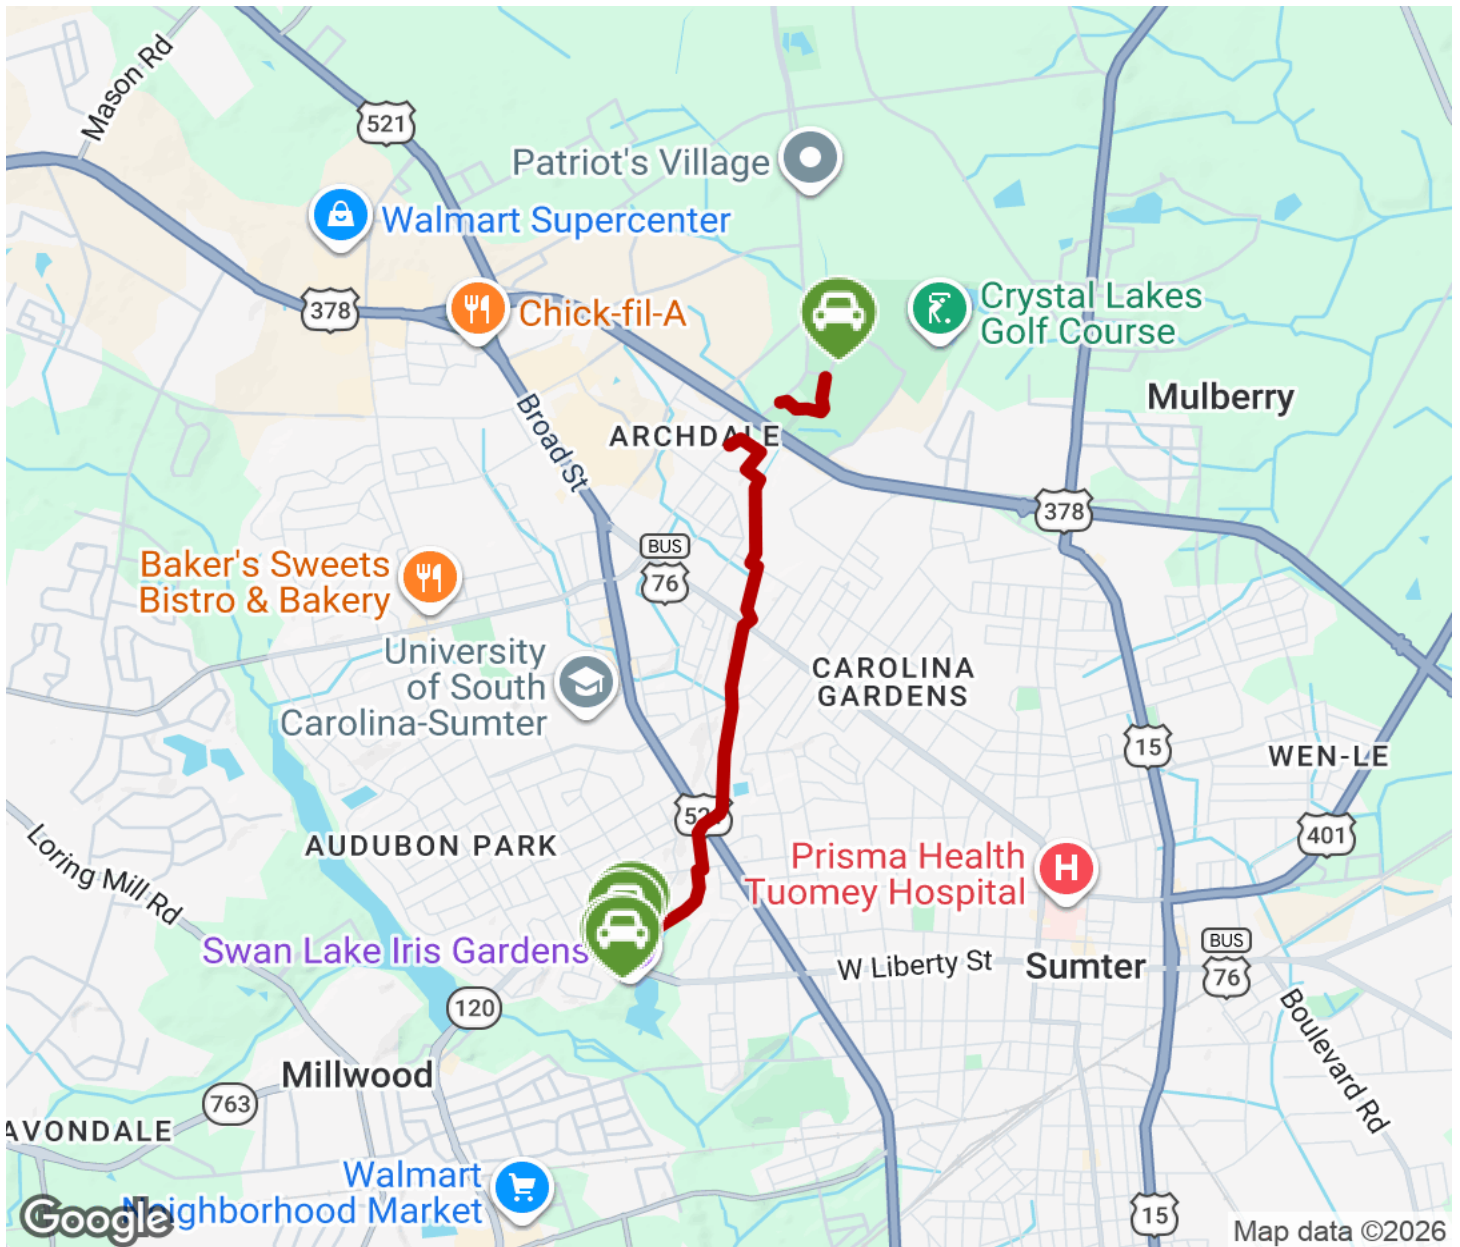 Mason Rd
521
Patriot's Village
Walmart Supercenter
378
Chick-fil-A
Crystal Lakes
Golf Course
Mulberry
Broad St
ARCHDALE
378
BUS
76
Baker's Sweets
Bistro & Bakery
University
of South
Carolina-Sumter
CAROLINA
GARDENS
15
WEN-LE
401
Loring Mill Rd
AUDUBON PARK
Prisma Health
Tuomey Hospital
H
Swan Lake Iris Gardens
W Liberty St
Sumter
BUS
76
120
Boulevard Rd
Millwood
763
AVONDALE
Walmart
Neighborhood Market
15
Google
Map data ©2026